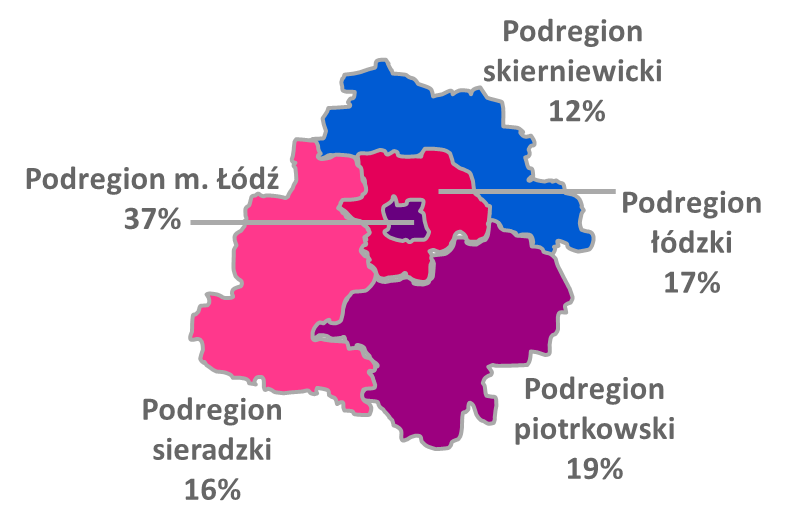 Podregion
skierniewicki
12%
Podregion m. Łódź
37%
Podregion
łódzki
17%
Podregion
piotrkowski
19%
Podregion
sieradzki
16%